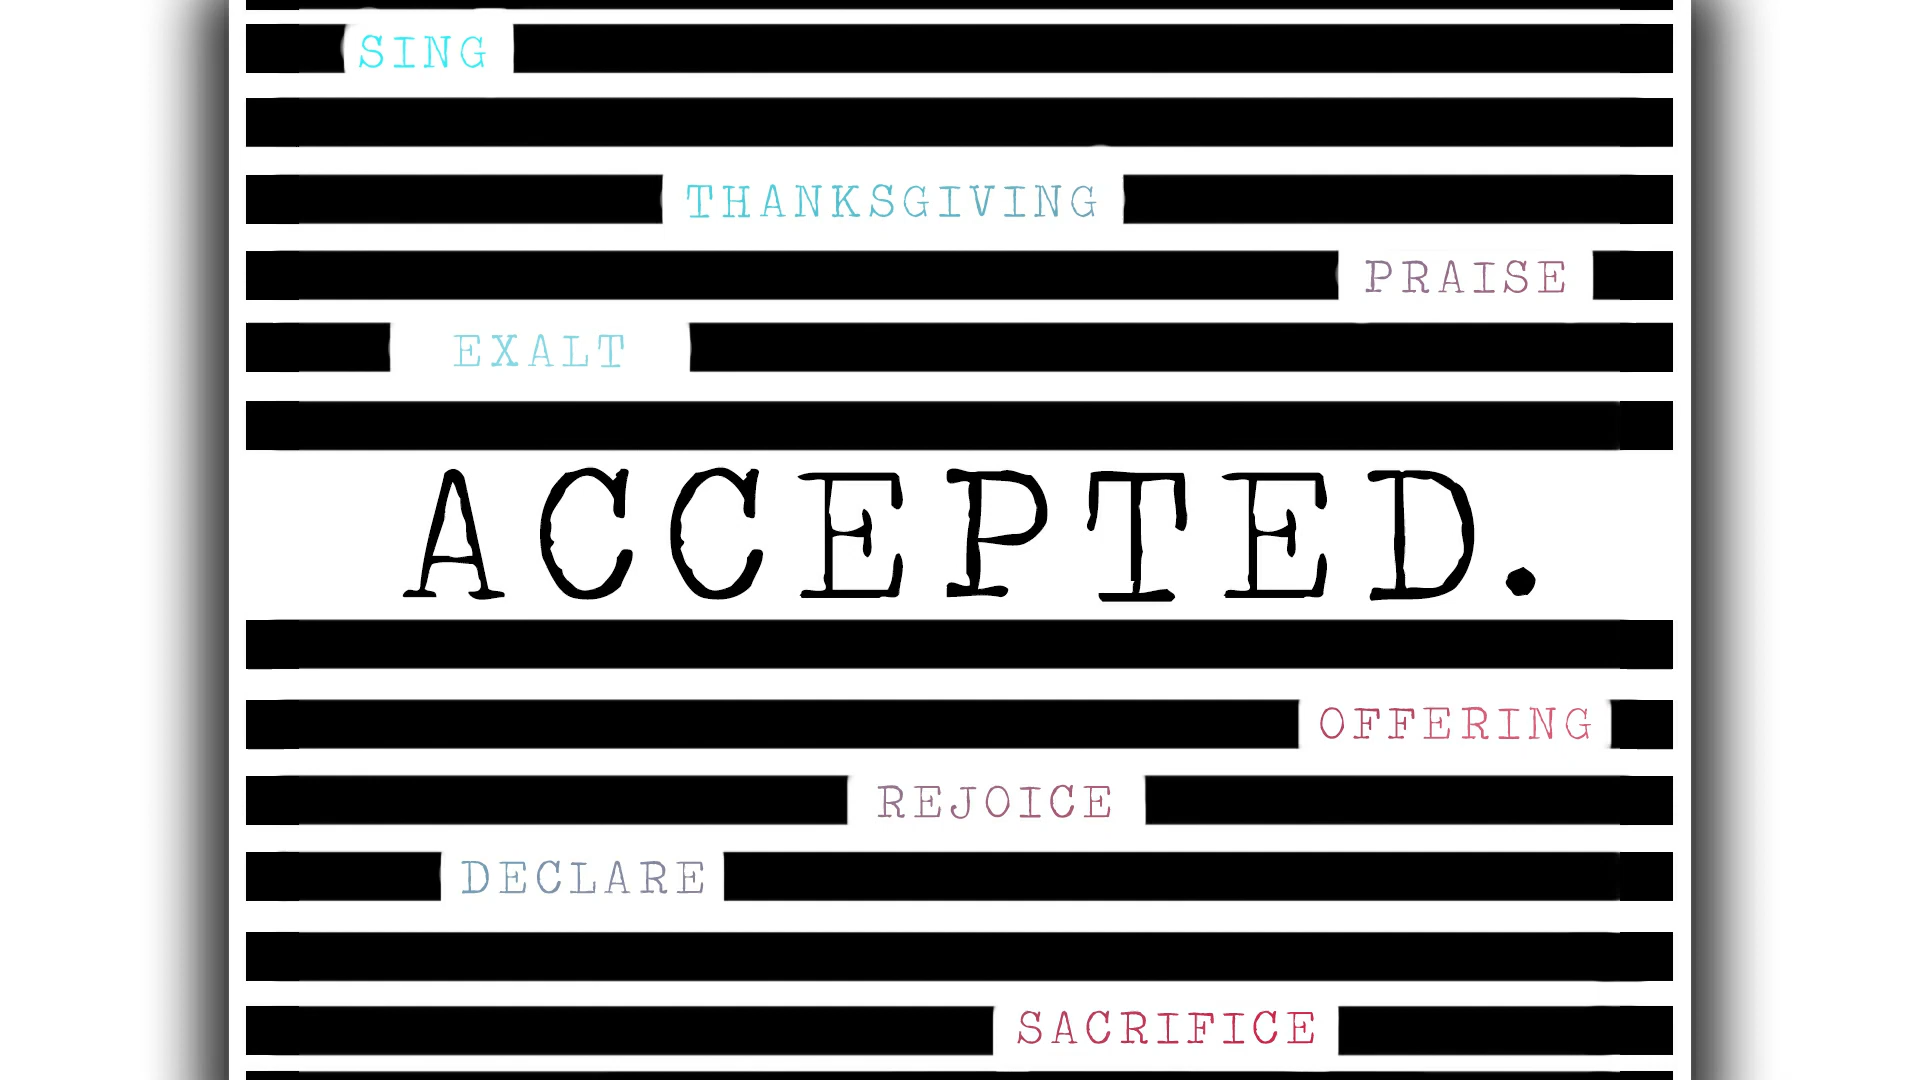 SING
THANKSGIVING
PRAISE
EXALT
ACCEPTED.
OFFERING
REJOICE
DECLARE
SACRIFICE